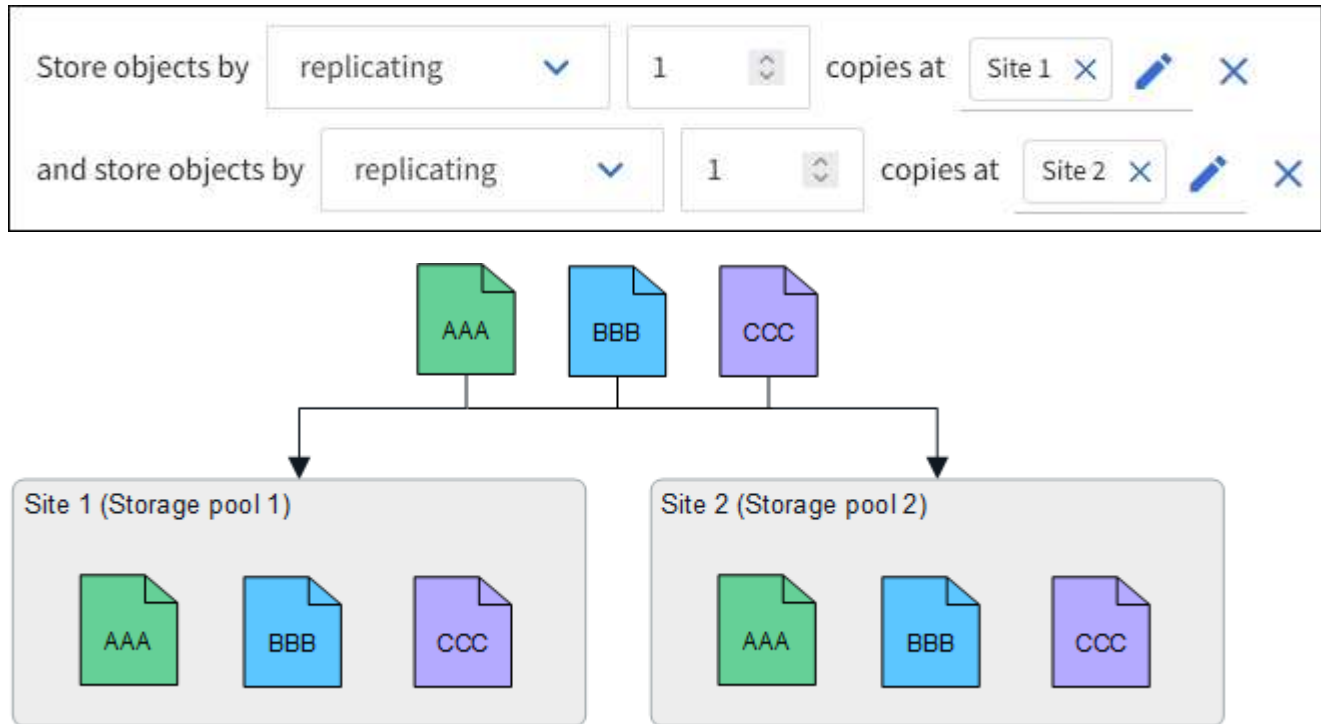 Store objects by replicating 1 copies at Site 1
and store objects by replicating 1 copies at Site 2
AAA BBB CCC
Site 1 (Storage pool 1) Site 2 (Storage pool 2)
AAA BBB CCC AAA BBB CCC